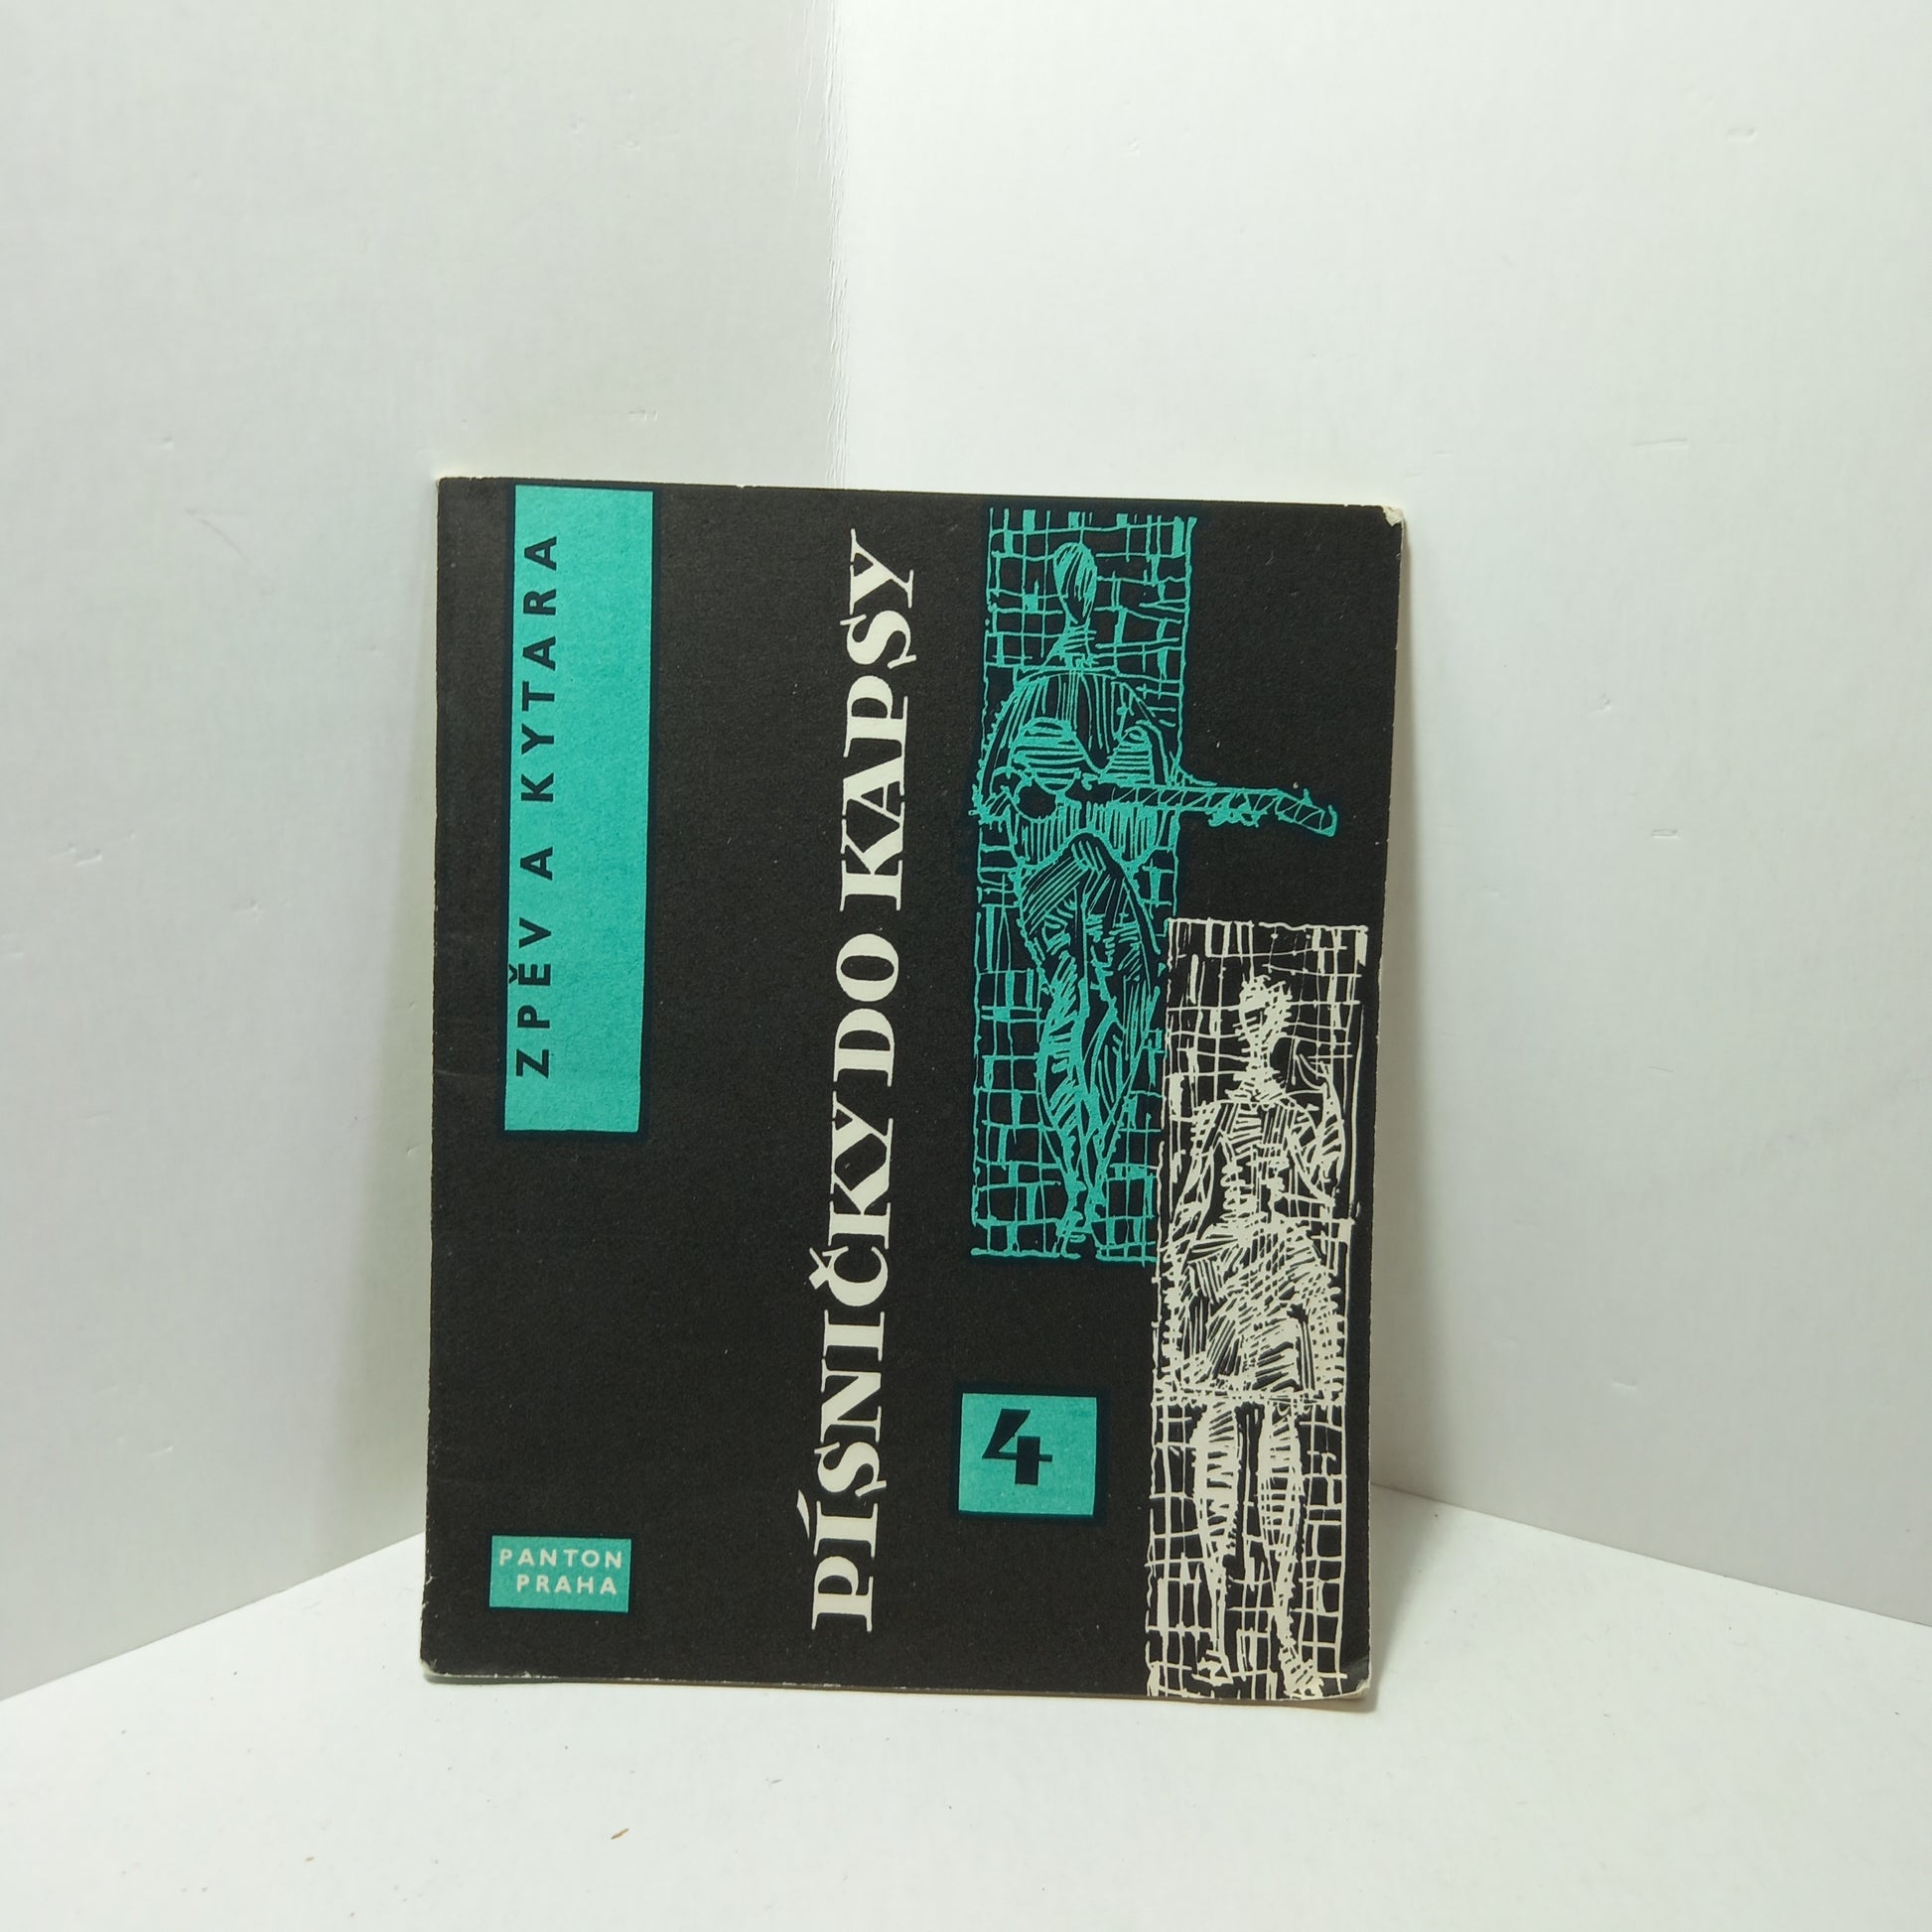 ZPĚV A KYTARA
PÍSNIČKY DO KAPSY
4
PANTON
PRAHA